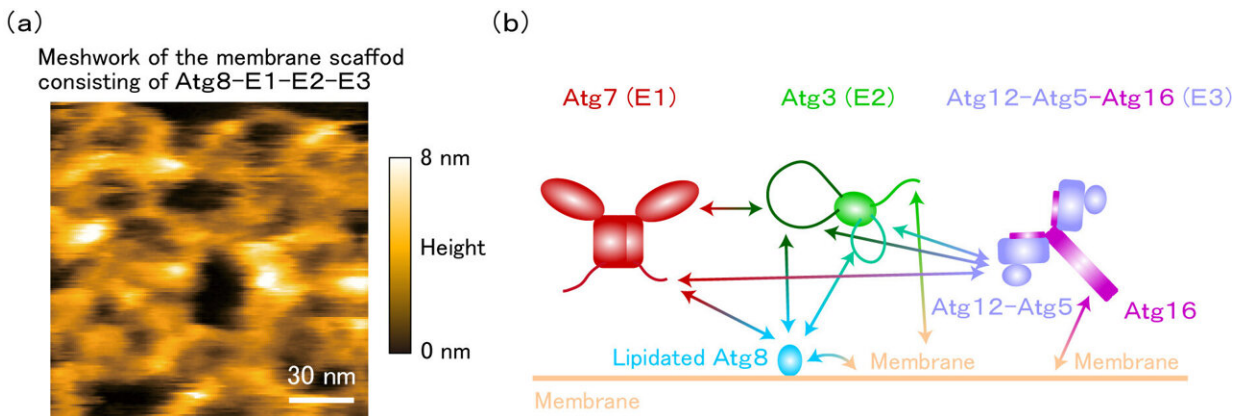 (a)
Meshwork of the membrane scaffod
consisting of Atg8-E1-E2-E3
8 nm
Height
0 nm
30 nm
(b)
Atg7 (E1)
Atg3 (E2)
Atg12-Atg5-Atg16 (E3)
Atg12-Atg5
Atg16
Lipidated Atg8
Membrane
Membrane
Membrane